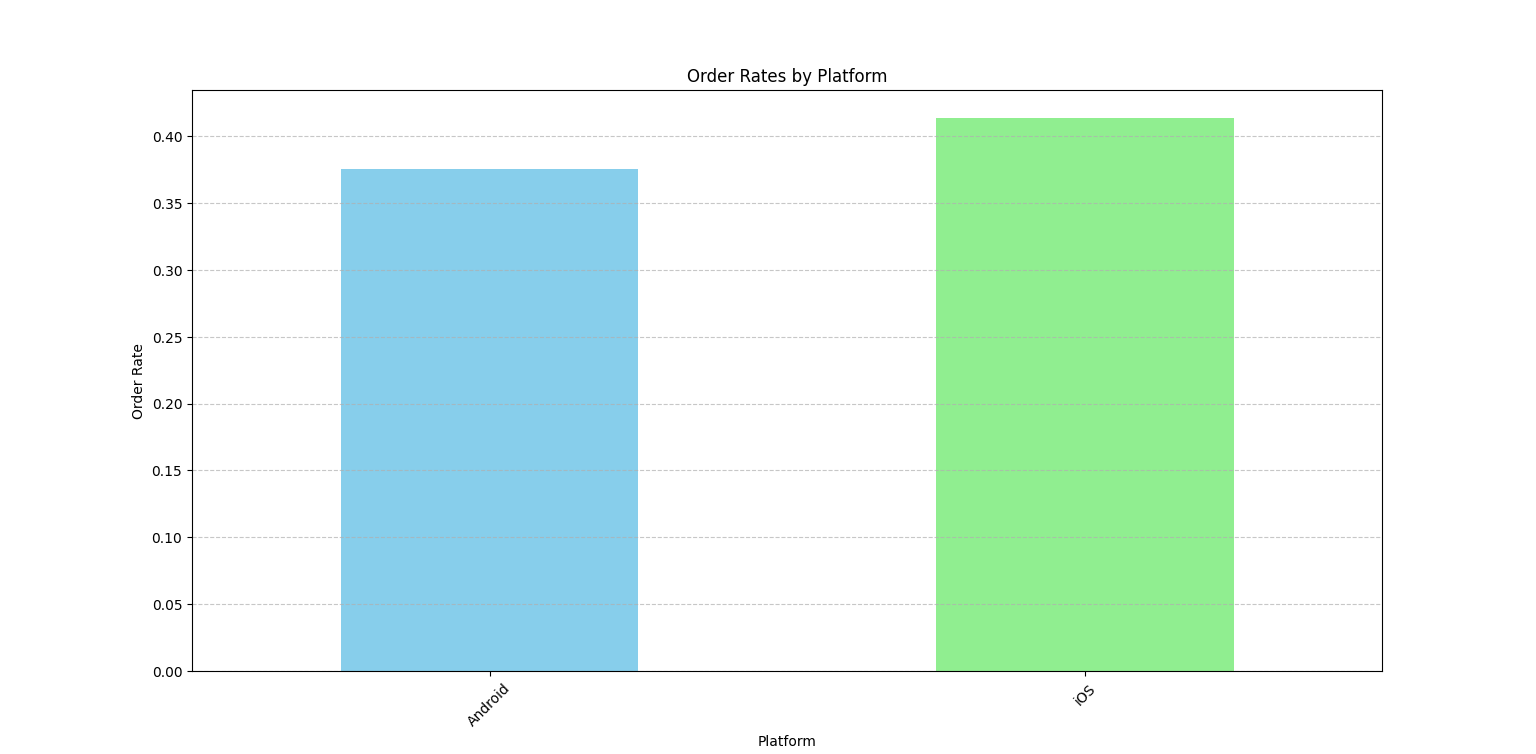 Order Rates by Platform
Order Rate
0.40
0.35
0.30
0.25
0.20
0.15
0.10
0.05
0.00
Android
iOS
Platform